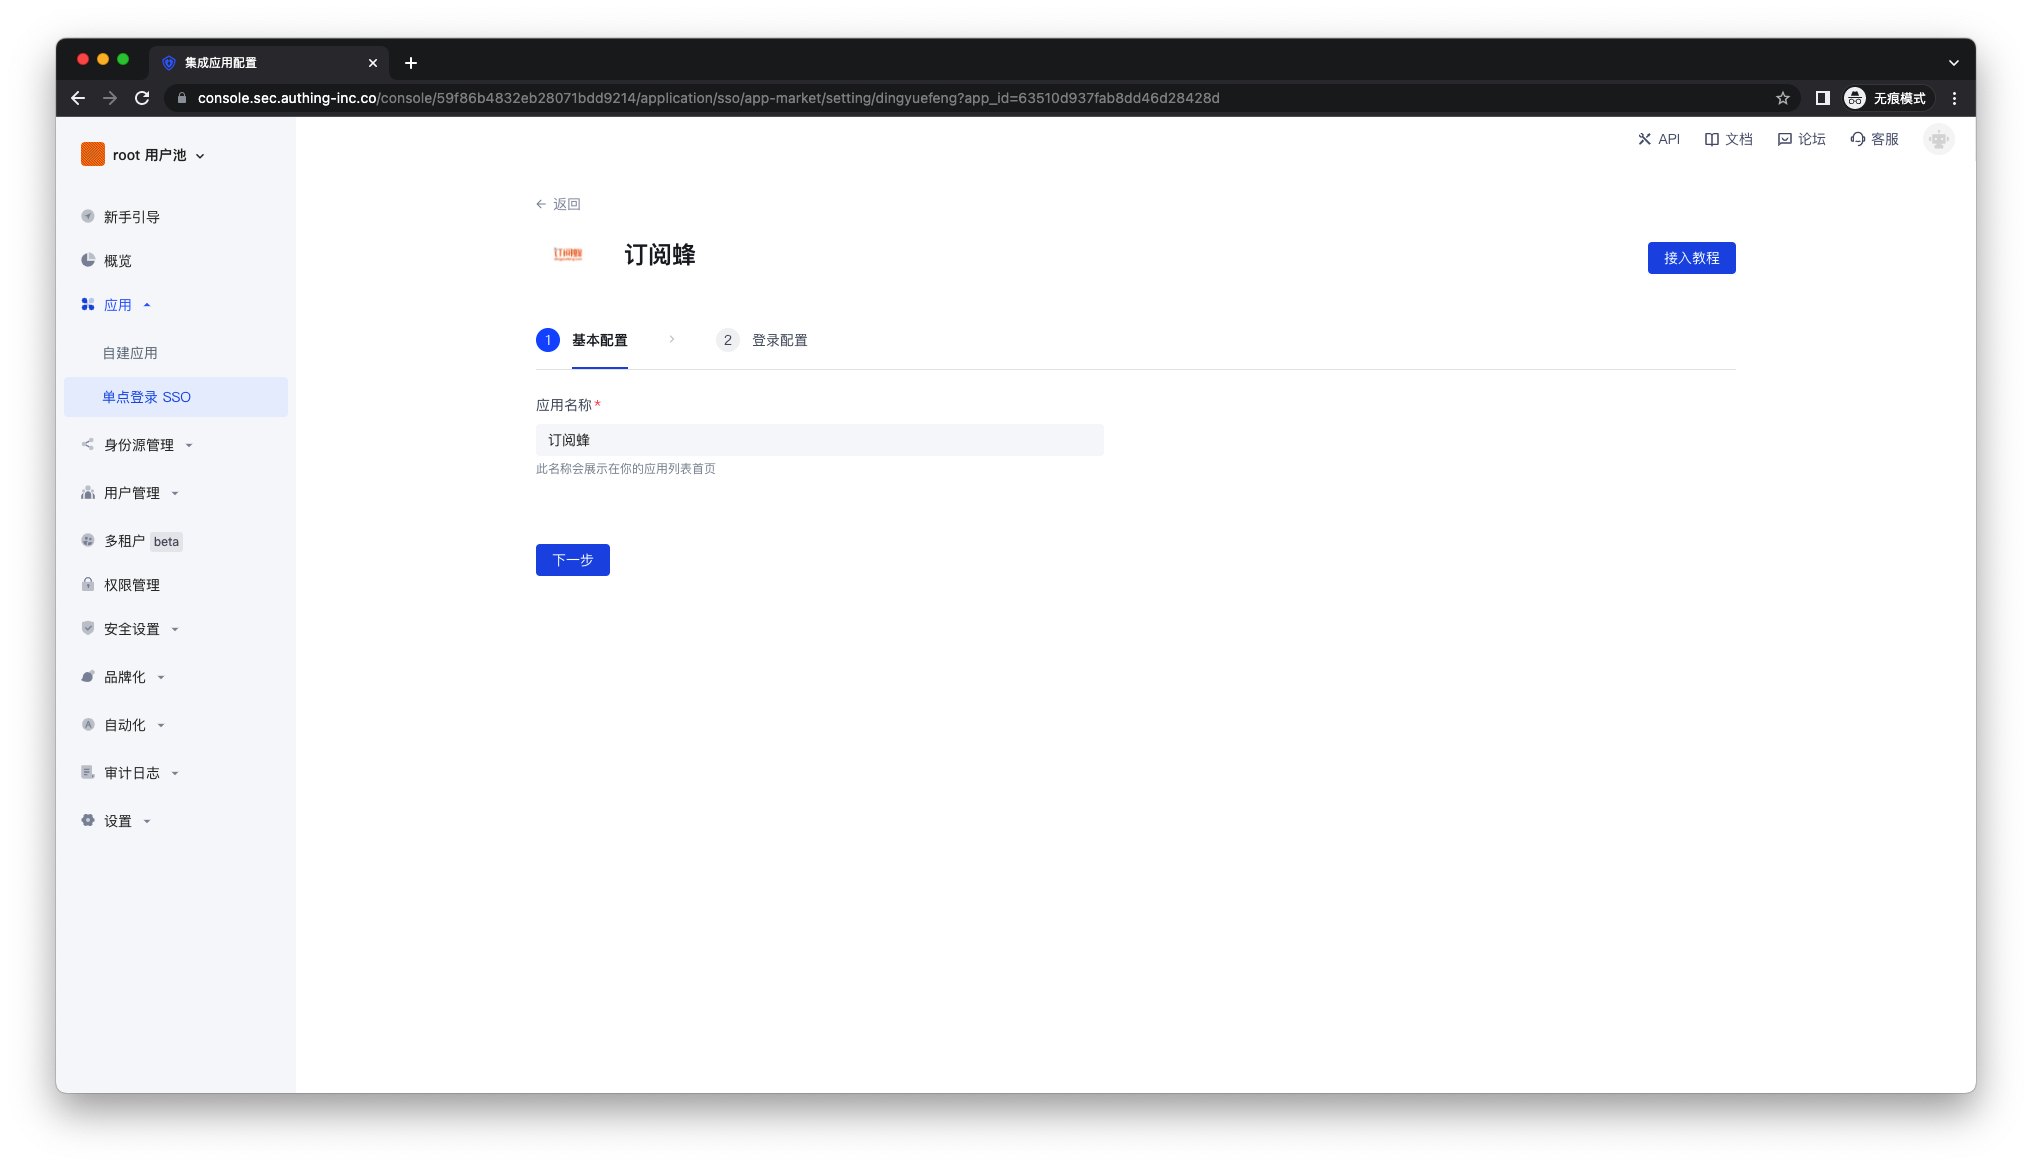 集成应用配置
console.sec.authing-inc.co/console/59f86b4832eb28071bdd9214/application/sso/app-market/setting/dingyuefeng?app_id=63510d937fab8dd46d28428d
无痕模式
root 用户池
API
文档
论坛
客服
新手引导
概览
应用
自建应用
单点登录 SSO
身份源管理
用户管理
多租户 beta
权限管理
安全设置
品牌化
自动化
审计日志
设置
返回
订阅蜂
订阅蜂
接入教程
1 基本配置
2 登录配置
应用名称*
订阅蜂
此名称会展示在你的应用列表首页
下一步